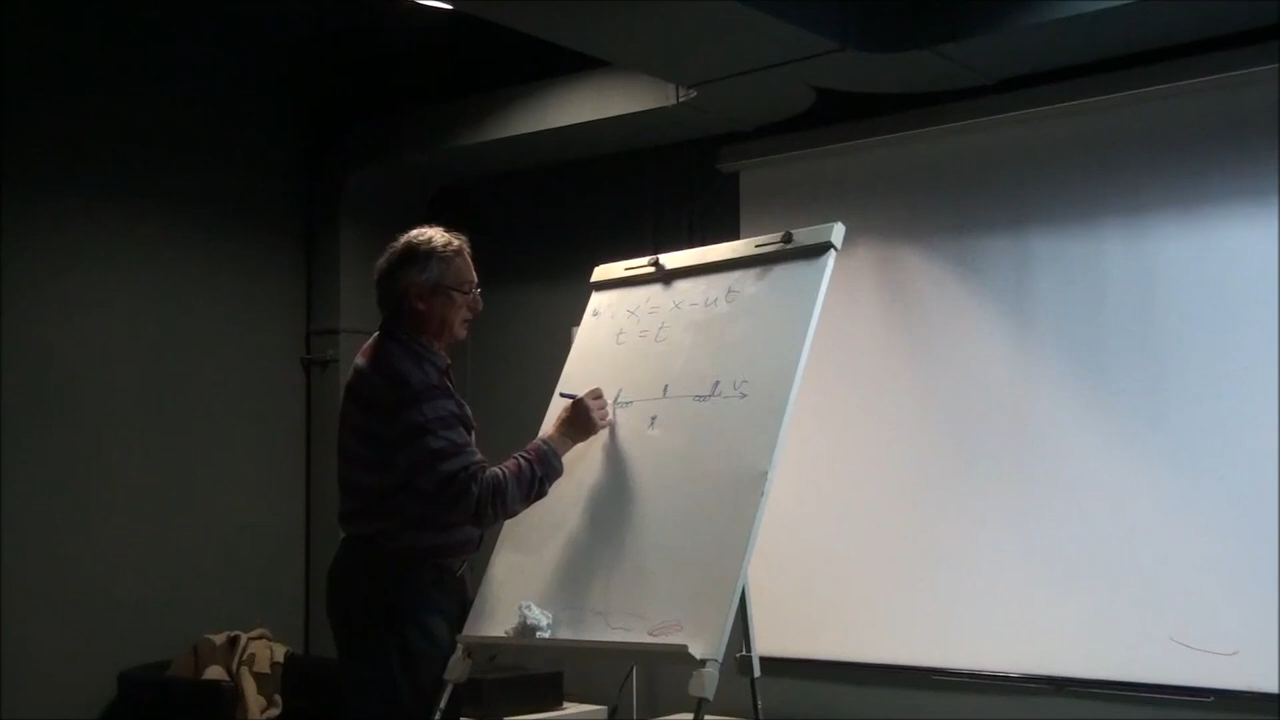 x' = x - ut
t' = t
v